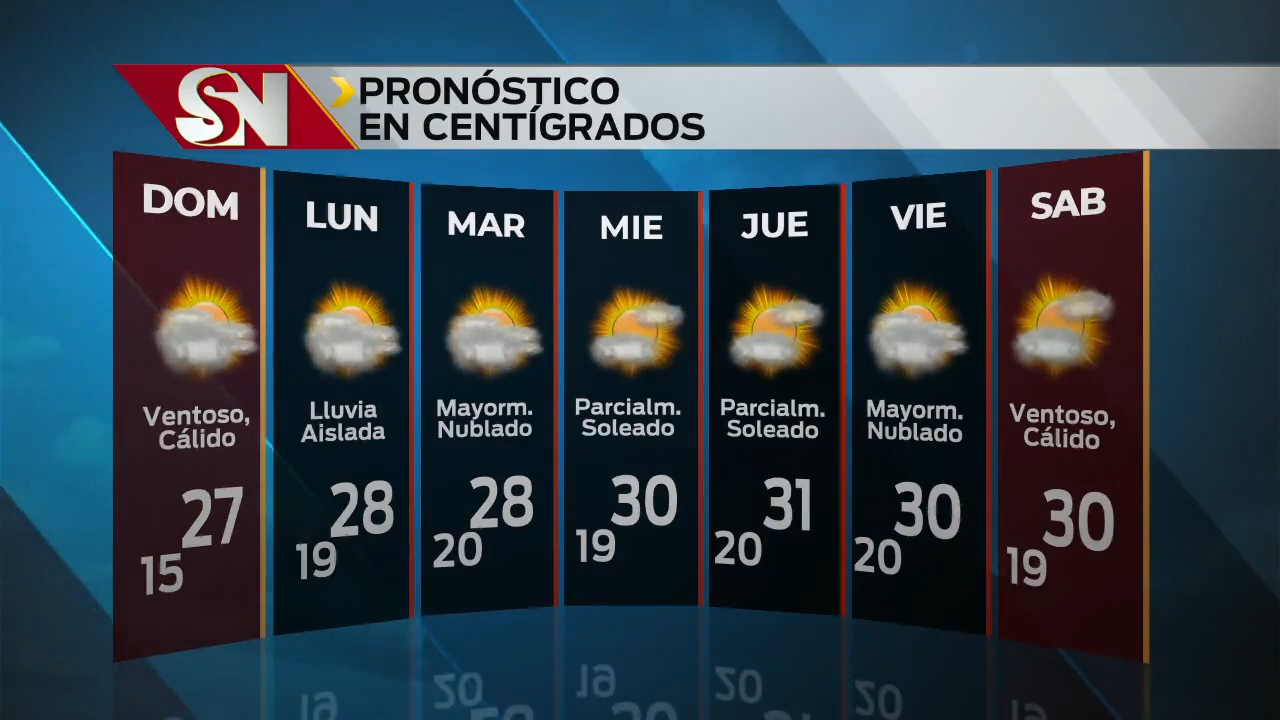 SN
PRONÓSTICO
EN CENTÍGRADOS
DOM
Ventoso,
Cálido
27
15
LUN
Lluvia
Aislada
28
19
MAR
Mayorm.
Nublado
28
20
MIE
Parcialm.
Soleado
30
19
JUE
Parcialm.
Soleado
31
20
VIE
Mayorm.
Nublado
30
20
SAB
Ventoso,
Cálido
30
19